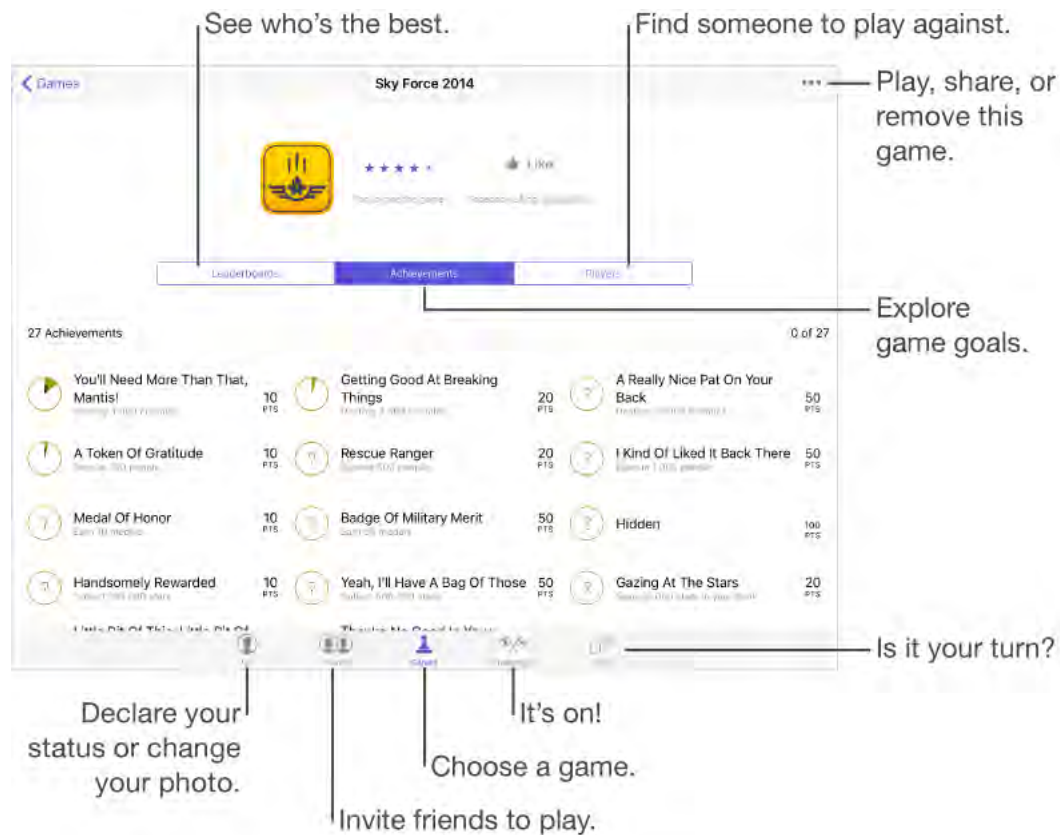 See who's the best.
Find someone to play against.
Games
Sky Force 2014
Play, share, or
remove this
game.
Like
Leaderboards
Achievements
Players
Explore
game goals.
27 Achievements
0 of 27
You'll Need More Than That,
Mantis!
10
PTS
Getting Good At Breaking
Things
20
PTS
A Really Nice Pat On Your
Back
50
PTS
A Token Of Gratitude
10
PTS
Rescue Ranger
20
PTS
I Kind Of Liked It Back There
50
PTS
Medal Of Honor
10
PTS
Badge Of Military Merit
50
PTS
Hidden
100
PTS
Handsomely Rewarded
10
PTS
Yeah, I'll Have A Bag Of Those
50
PTS
Gazing At The Stars
20
PTS
Games
Is it your turn?
Declare your
status or change
your photo.
It's on!
Choose a game.
Invite friends to play.